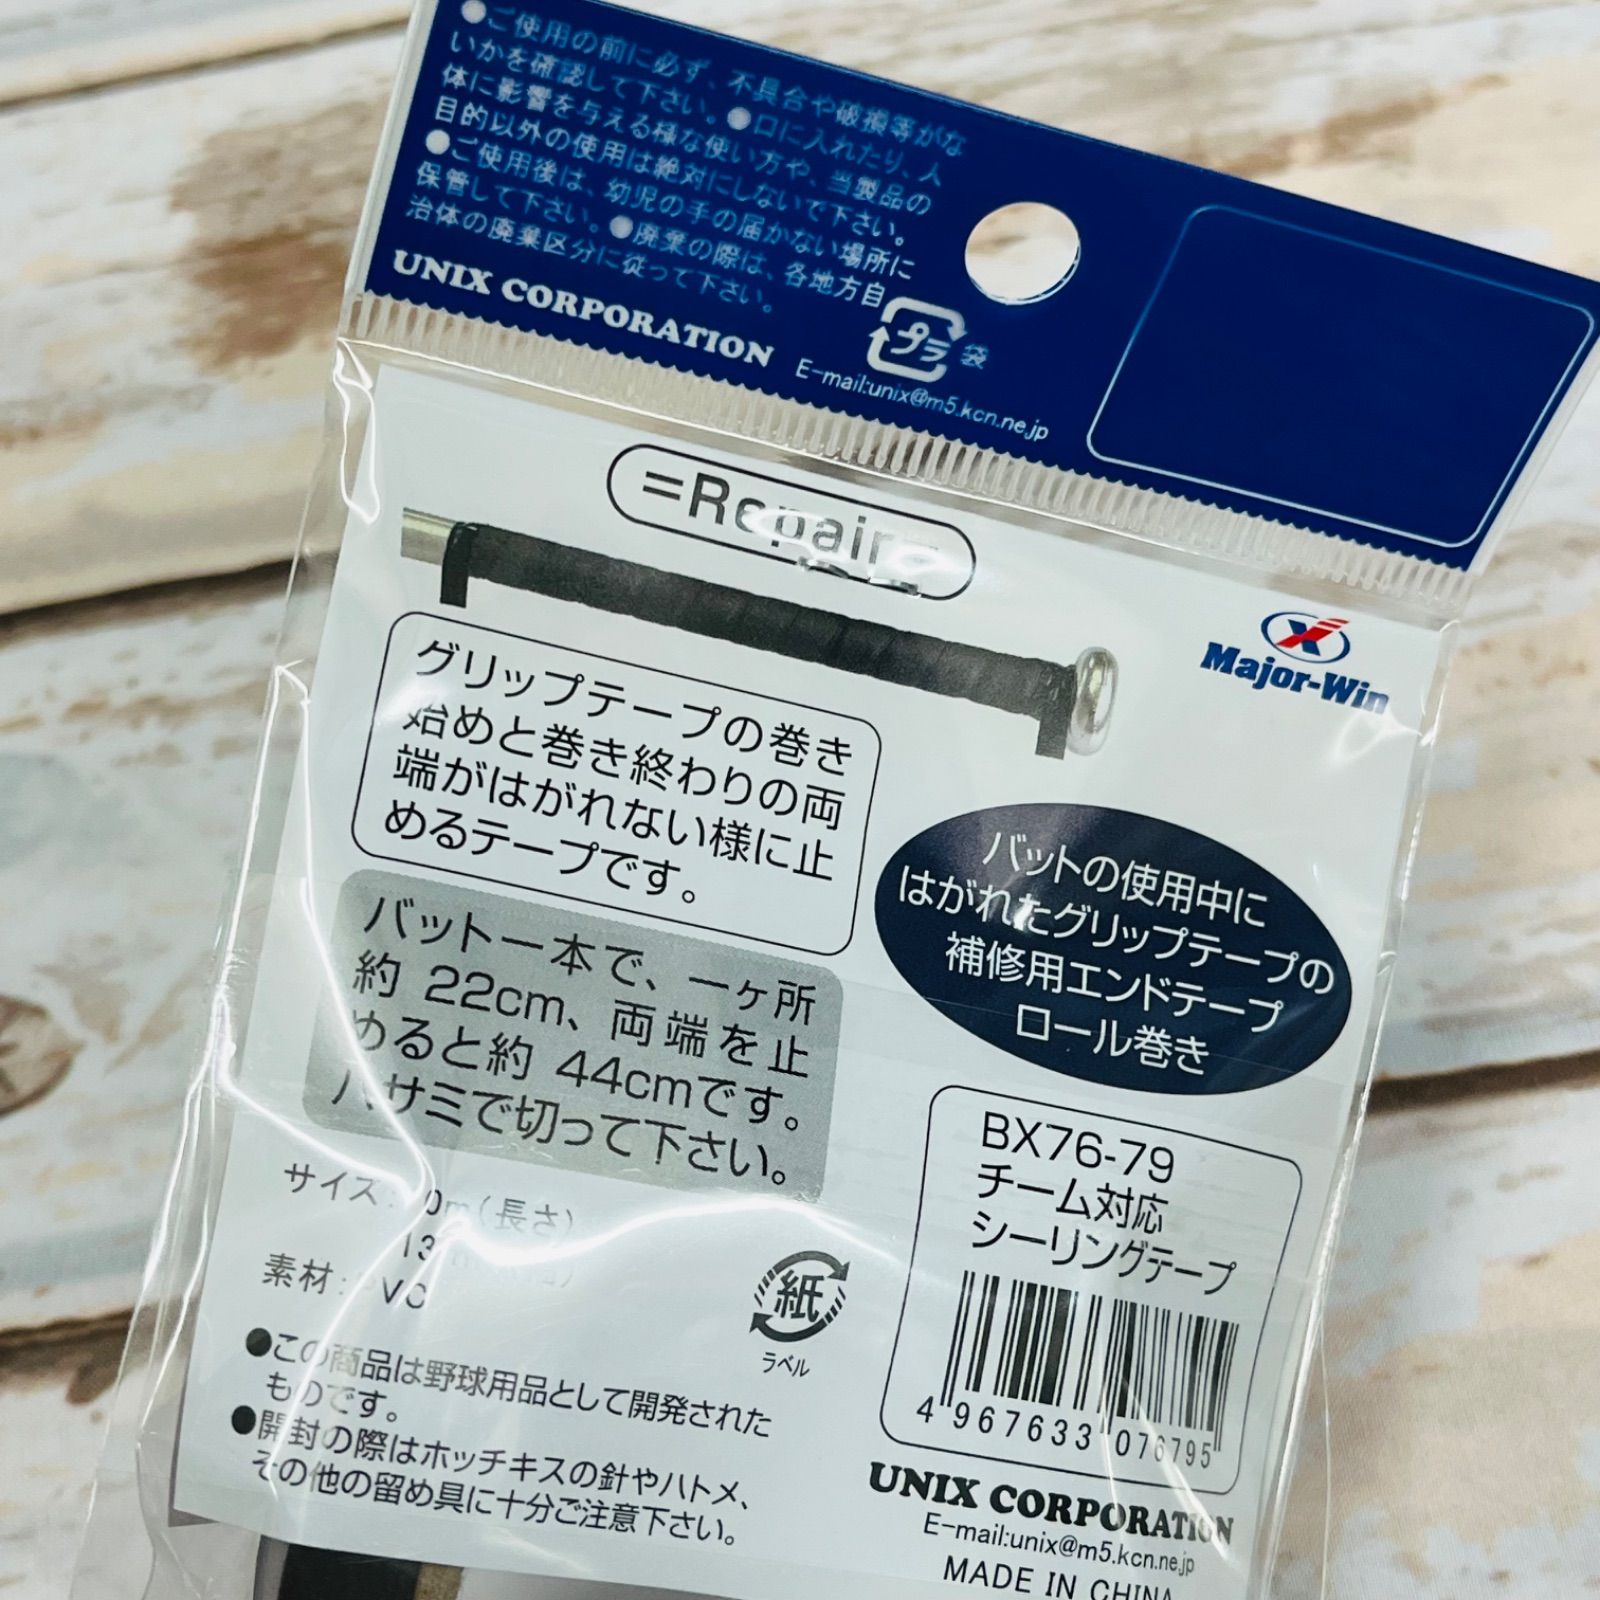 ●ご使用の前に必ず、不具合や破損等がな
いかを確認して下さい。●口に入れたり、人
体に影響を与える様な使い方や、当製品の
目的以外の使用は絶対にしないで下さい。
●ご使用後は、幼児の手の届かない場所に
保管して下さい。●廃棄の際は、各地方自
治体の廃棄区分に従って下さい。
UNIX CORPORATION
プラ 袋
E-mail:unix@m5.kcn.ne.jp
=Repair=
Major-Win
グリップテープの巻き
始めと巻き終わりの両
端がはがれない様に止
めるテープです。
バットの使用中に
はがれたグリップテープの
補修用エンドテープ
ロール巻き
バット一本で、一ヶ所
約 22cm、両端を止
めると約 44cmです。
ハサミで切って下さい。
サイズ: 0m(長さ)
素材: PVC
紙
ラベル
●この商品は野球用品として開発された
ものです。
●開封の際はホッチキスの針やハトメ、
その他の留め具に十分ご注意下さい。
BX76-79
チーム対応
シーリングテープ
4 967633 076795
UNIX CORPORATION
E-mail:unix@m5.kcn.ne.jp
MADE IN CHINA